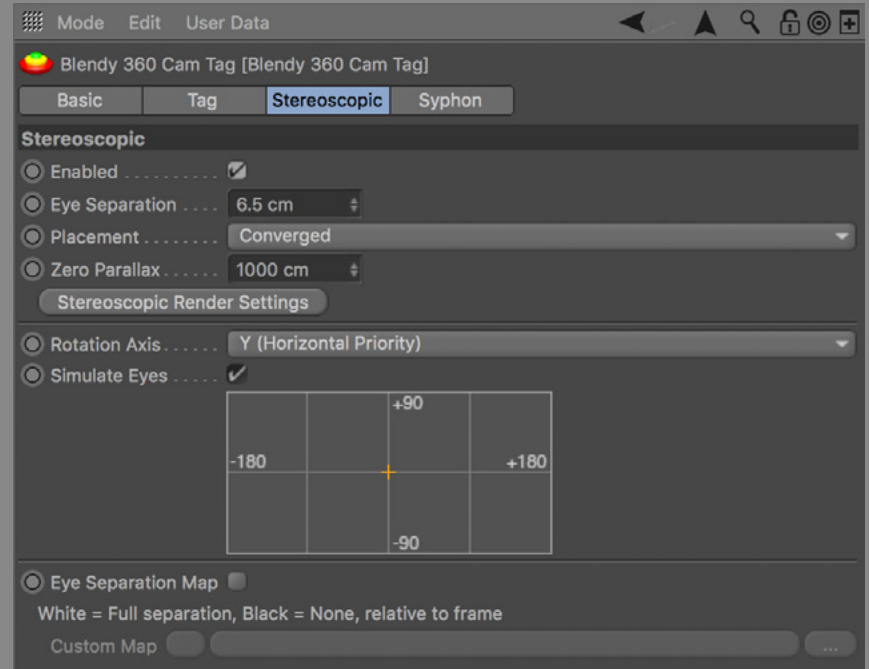 Mode Edit User Data
Blendy 360 Cam Tag [Blendy 360 Cam Tag]
Basic Tag Stereoscopic Syphon
Stereoscopic
Enabled ..........
Eye Separation .... 6.5 cm
Placement ........ Converged
Zero Parallax ...... 1000 cm
Stereoscopic Render Settings
Rotation Axis ...... Y (Horizontal Priority)
Simulate Eyes .....
+90
-180 +180
-90
Eye Separation Map
White = Full separation, Black = None, relative to frame
Custom Map ...